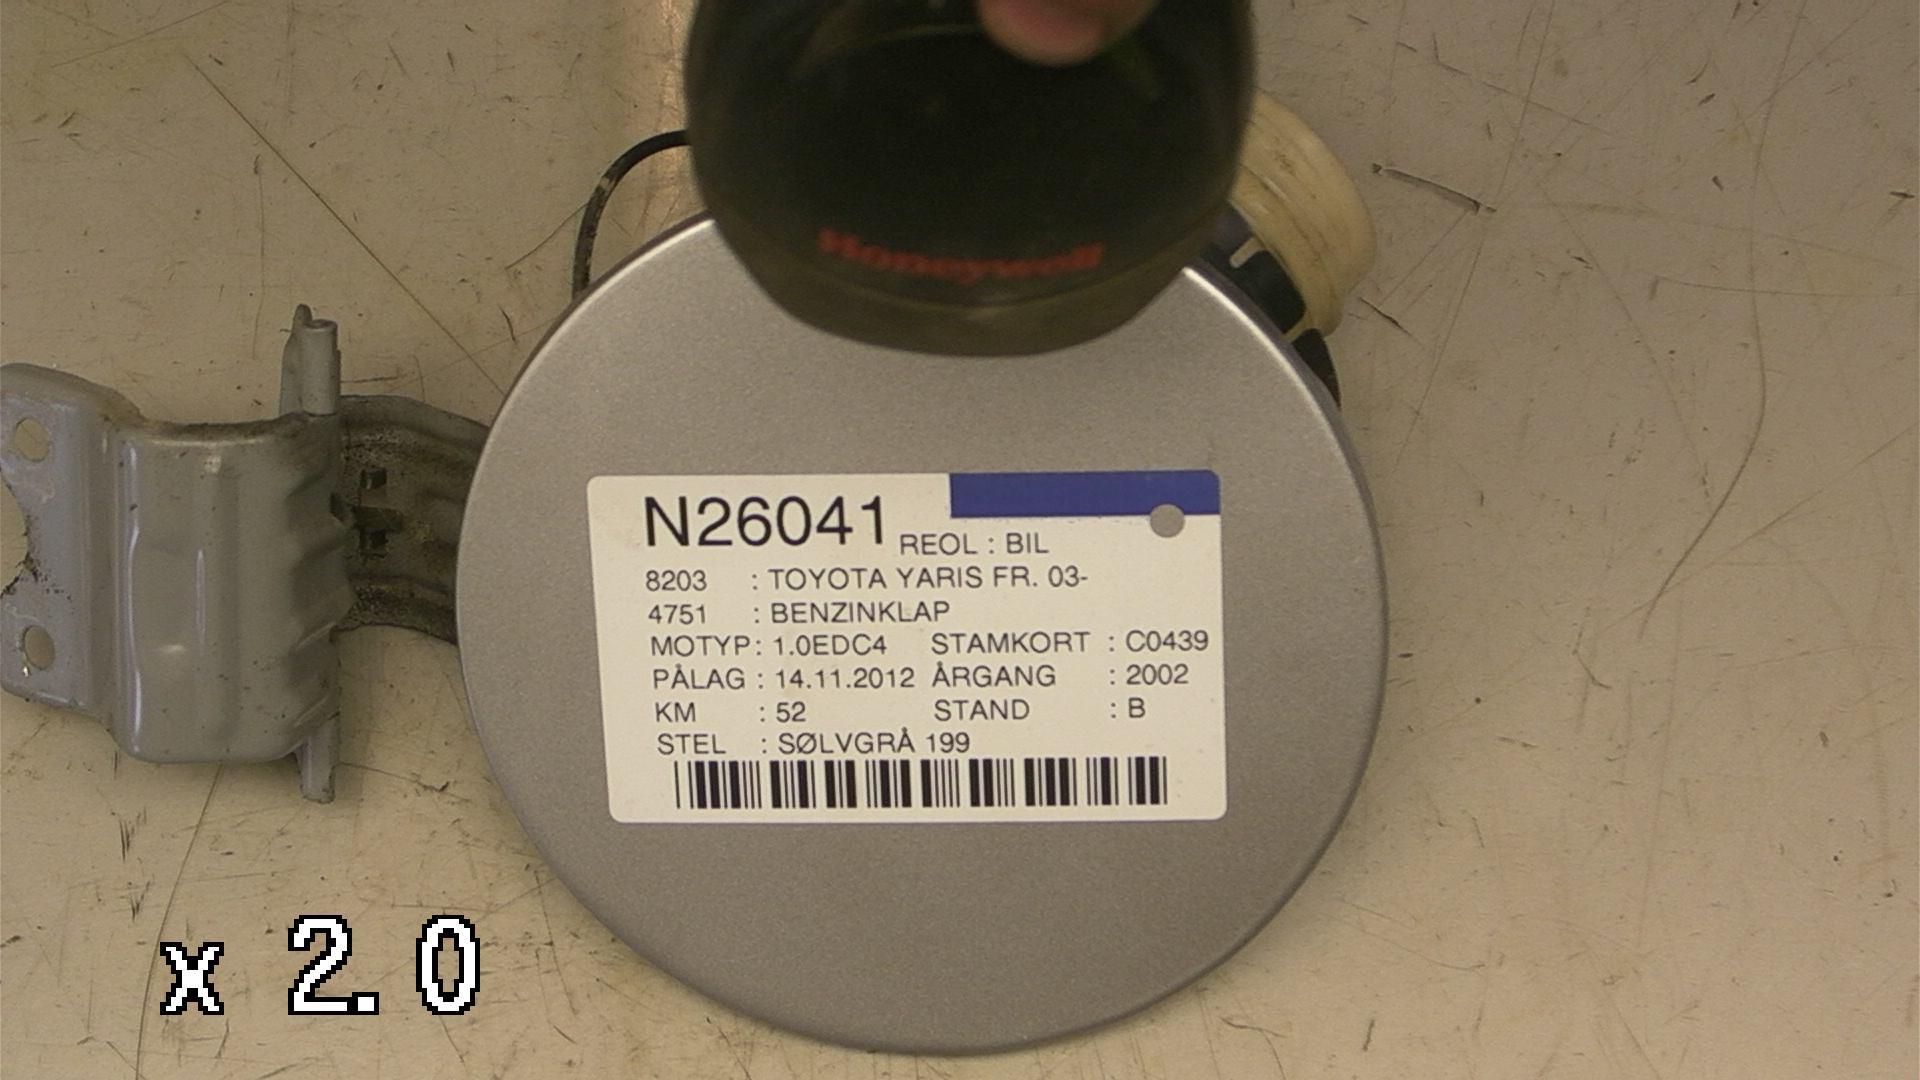 Honeywell
N26041 REOL : BIL
8203 : TOYOTA YARIS FR. 03-
4751 : BENZINKLAP
MOTYP : 1.0EDC4 STAMKORT : C0439
PÅLAG : 14.11.2012 ÅRGANG : 2002
KM : 52 STAND : B
STEL : SØLVGRÅ 199
x 2.0